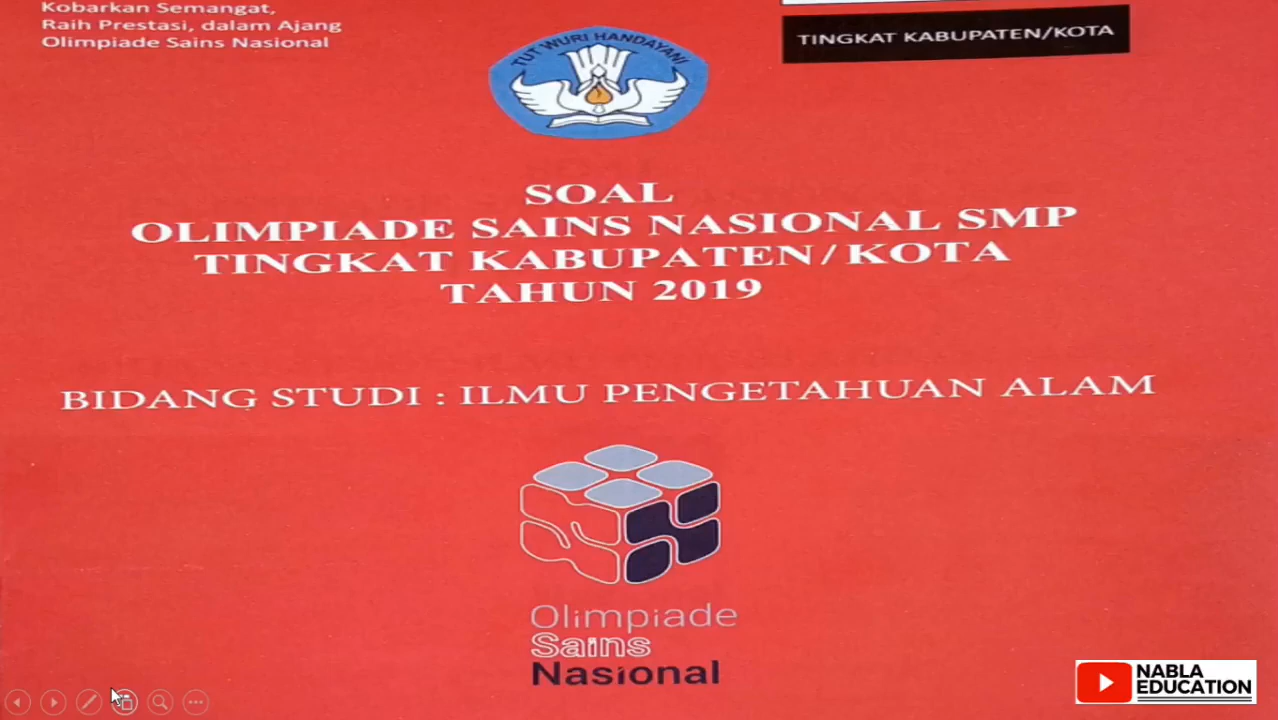 Kobarkan Semangat,
Raih Prestasi, dalam Ajang
Olimpiade Sains Nasional
TINGKAT KABUPATEN/KOTA
TUT WURI HANDAYANI
SOAL
OLIMPIADE SAINS NASIONAL SMP
TINGKAT KABUPATEN/KOTA
TAHUN 2019
BIDANG STUDI : ILMU PENGETAHUAN ALAM
Olimpiade
Sains
Nasional
NABLA
EDUCATION